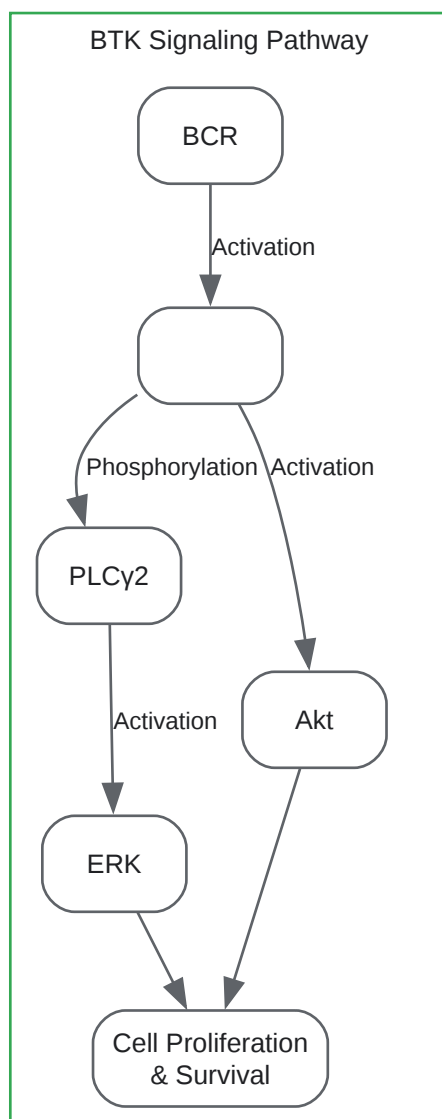 BTK Signaling Pathway
BCR
Activation
Phosphorylation
Activation
PLCγ2
Activation
Akt
ERK
Cell Proliferation
& Survival